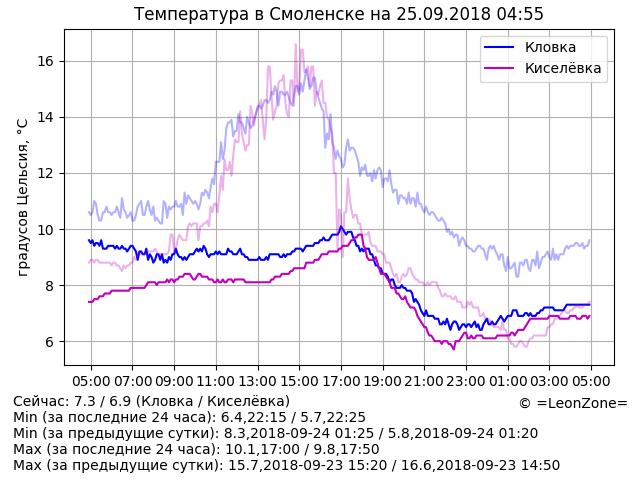 Температура в Смоленске на 25.09.2018 04:55
Кловка
Киселёвка
градусов Цельсия, °C
16
14
12
10
8
6
05:00 07:00 09:00 11:00 13:00 15:00 17:00 19:00 21:00 23:00 01:00 03:00 05:00
Сейчас: 7.3 / 6.9 (Кловка / Киселёвка)
© =LeonZone=
Min (за последние 24 часа): 6.4,22:15 / 5.7,22:25
Min (за предыдущие сутки): 8.3,2018-09-24 01:25 / 5.8,2018-09-24 01:20
Max (за последние 24 часа): 10.1,17:00 / 9.8,17:50
Max (за предыдущие сутки): 15.7,2018-09-23 15:20 / 16.6,2018-09-23 14:50